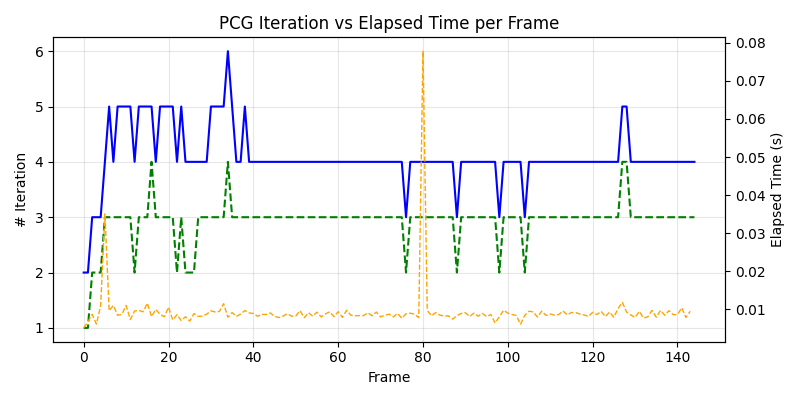 PCG Iteration vs Elapsed Time per Frame
# Iteration
6
5
4
3
2
1
0.08
0.07
0.06
0.05
0.04
0.03
0.02
0.01
Elapsed Time (s)
0 20 40 60 80 100 120 140
Frame